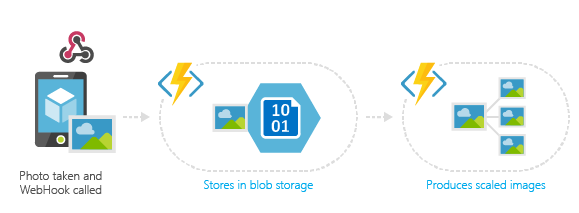 10
01
Photo taken and
WebHook called
Stores in blob storage
Produces scaled images